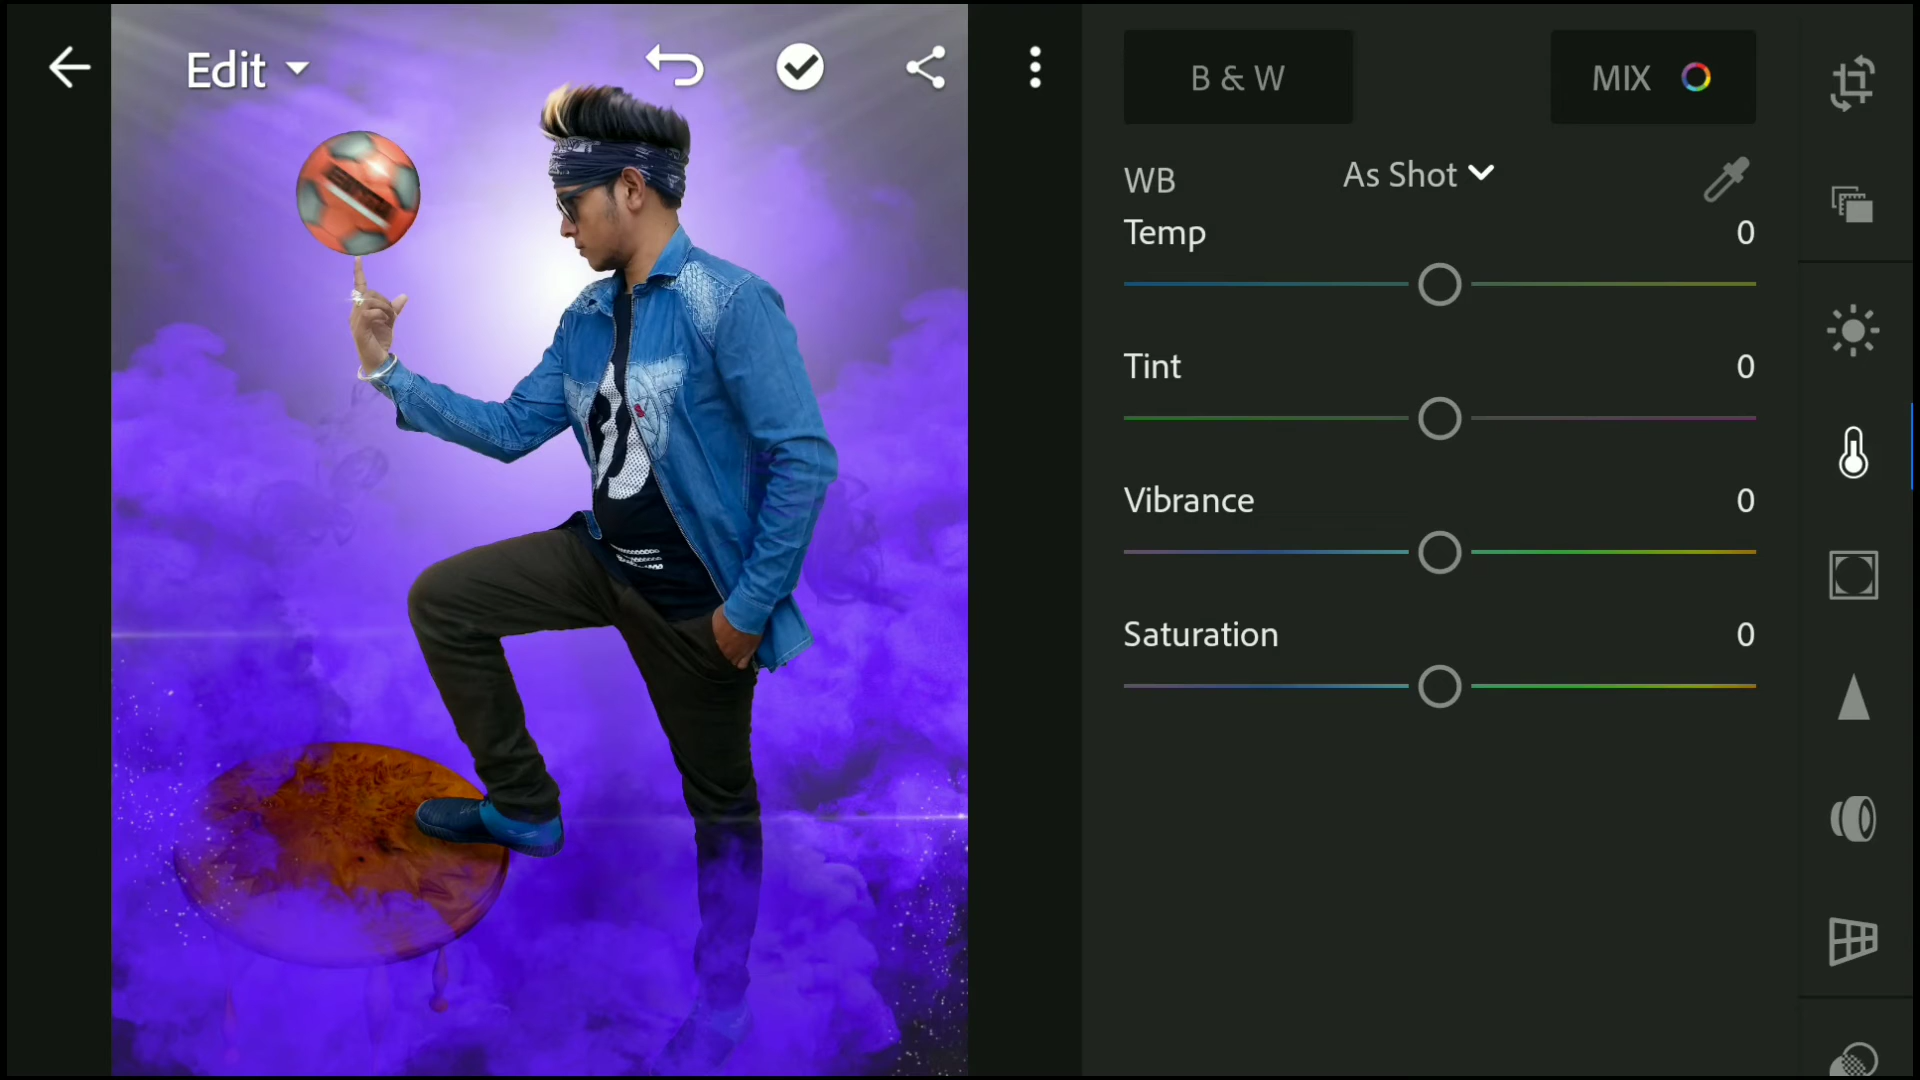 Edit
B & W
MIX
WB
As Shot
Temp
0
Tint
0
Vibrance
0
Saturation
0